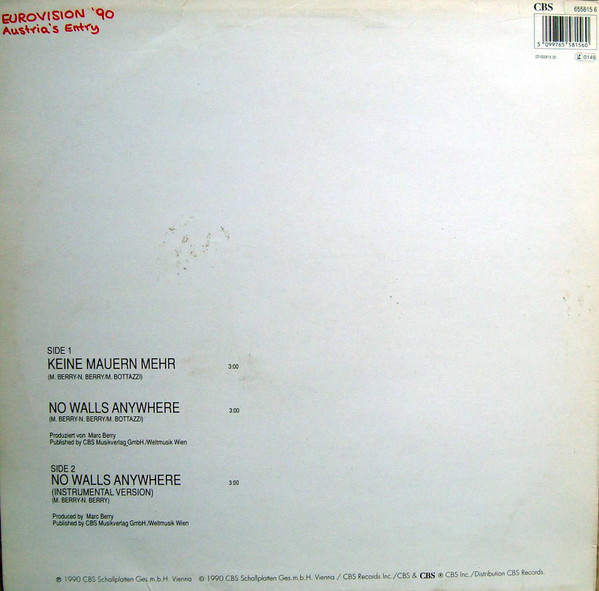 EUROVISION '90
Austria's Entry
CBS 655815 6
5 099765 581560
SIDE 1
KEINE MAUERN MEHR 3:00
(M. BERRY-N. BERRY/M. BOTTAZZI)
NO WALLS ANYWHERE 3:00
(M. BERRY-N. BERRY/M. BOTTAZZI)
Produziert von Marc Berry
Published by CBS Musikverlag GmbH./Weltmusik Wien
SIDE 2
NO WALLS ANYWHERE 3:00
(INSTRUMENTAL VERSION)
(M. BERRY-N. BERRY)
Produced by Marc Berry
Published by CBS Musikverlag GmbH./Weltmusik Wien
℗ 1990 CBS Schallplatten Ges.m.b.H. Vienna © 1990 CBS Schallplatten Ges.m.b.H. Vienna / CBS Records Inc./CBS & CBS ® CBS Inc./Distribution CBS Records.